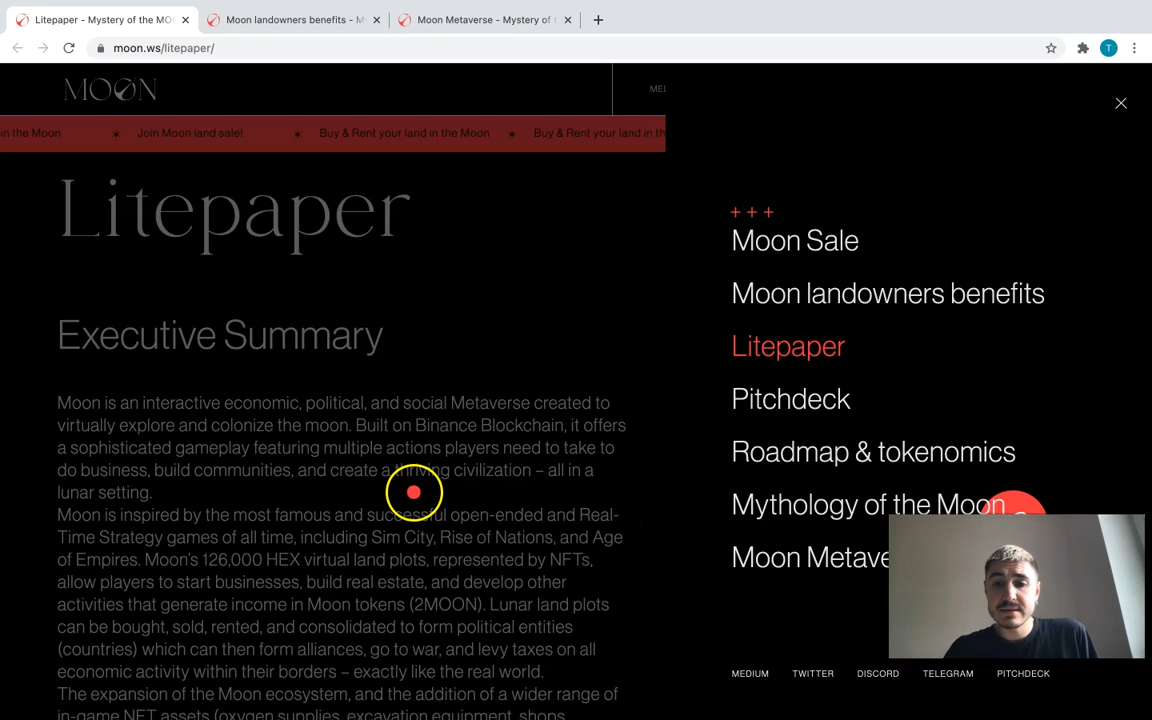 Litepaper - Mystery of the MO
Moon landowners benefits - M
Moon Metaverse - Mystery of t
moon.ws/litepaper/
T
MOON
MEI
in the Moon
Join Moon land sale!
Buy & Rent your land in the Moon
Buy & Rent your land in th
Litepaper
Executive Summary
Moon is an interactive economic, political, and social Metaverse created to
virtually explore and colonize the moon. Built on Binance Blockchain, it offers
a sophisticated gameplay featuring multiple actions players need to take to
do business, build communities, and create a thriving civilization – all in a
lunar setting.
Moon is inspired by the most famous and successful open-ended and Real-
Time Strategy games of all time, including Sim City, Rise of Nations, and Age
of Empires. Moon's 126,000 HEX virtual land plots, represented by NFTs,
allow players to start businesses, build real estate, and develop other
activities that generate income in Moon tokens (2MOON). Lunar land plots
can be bought, sold, rented, and consolidated to form political entities
(countries) which can then form alliances, go to war, and levy taxes on all
economic activity within their borders – exactly like the real world.
The expansion of the Moon ecosystem, and the addition of a wider range of
in-game NFT assets (oxygen supplies, excavation equipment, shops
+ + +
Moon Sale
Moon landowners benefits
Litepaper
Pitchdeck
Roadmap & tokenomics
Mythology of the Moon
Moon Metave
MEDIUM
TWITTER
DISCORD
TELEGRAM
PITCHDECK